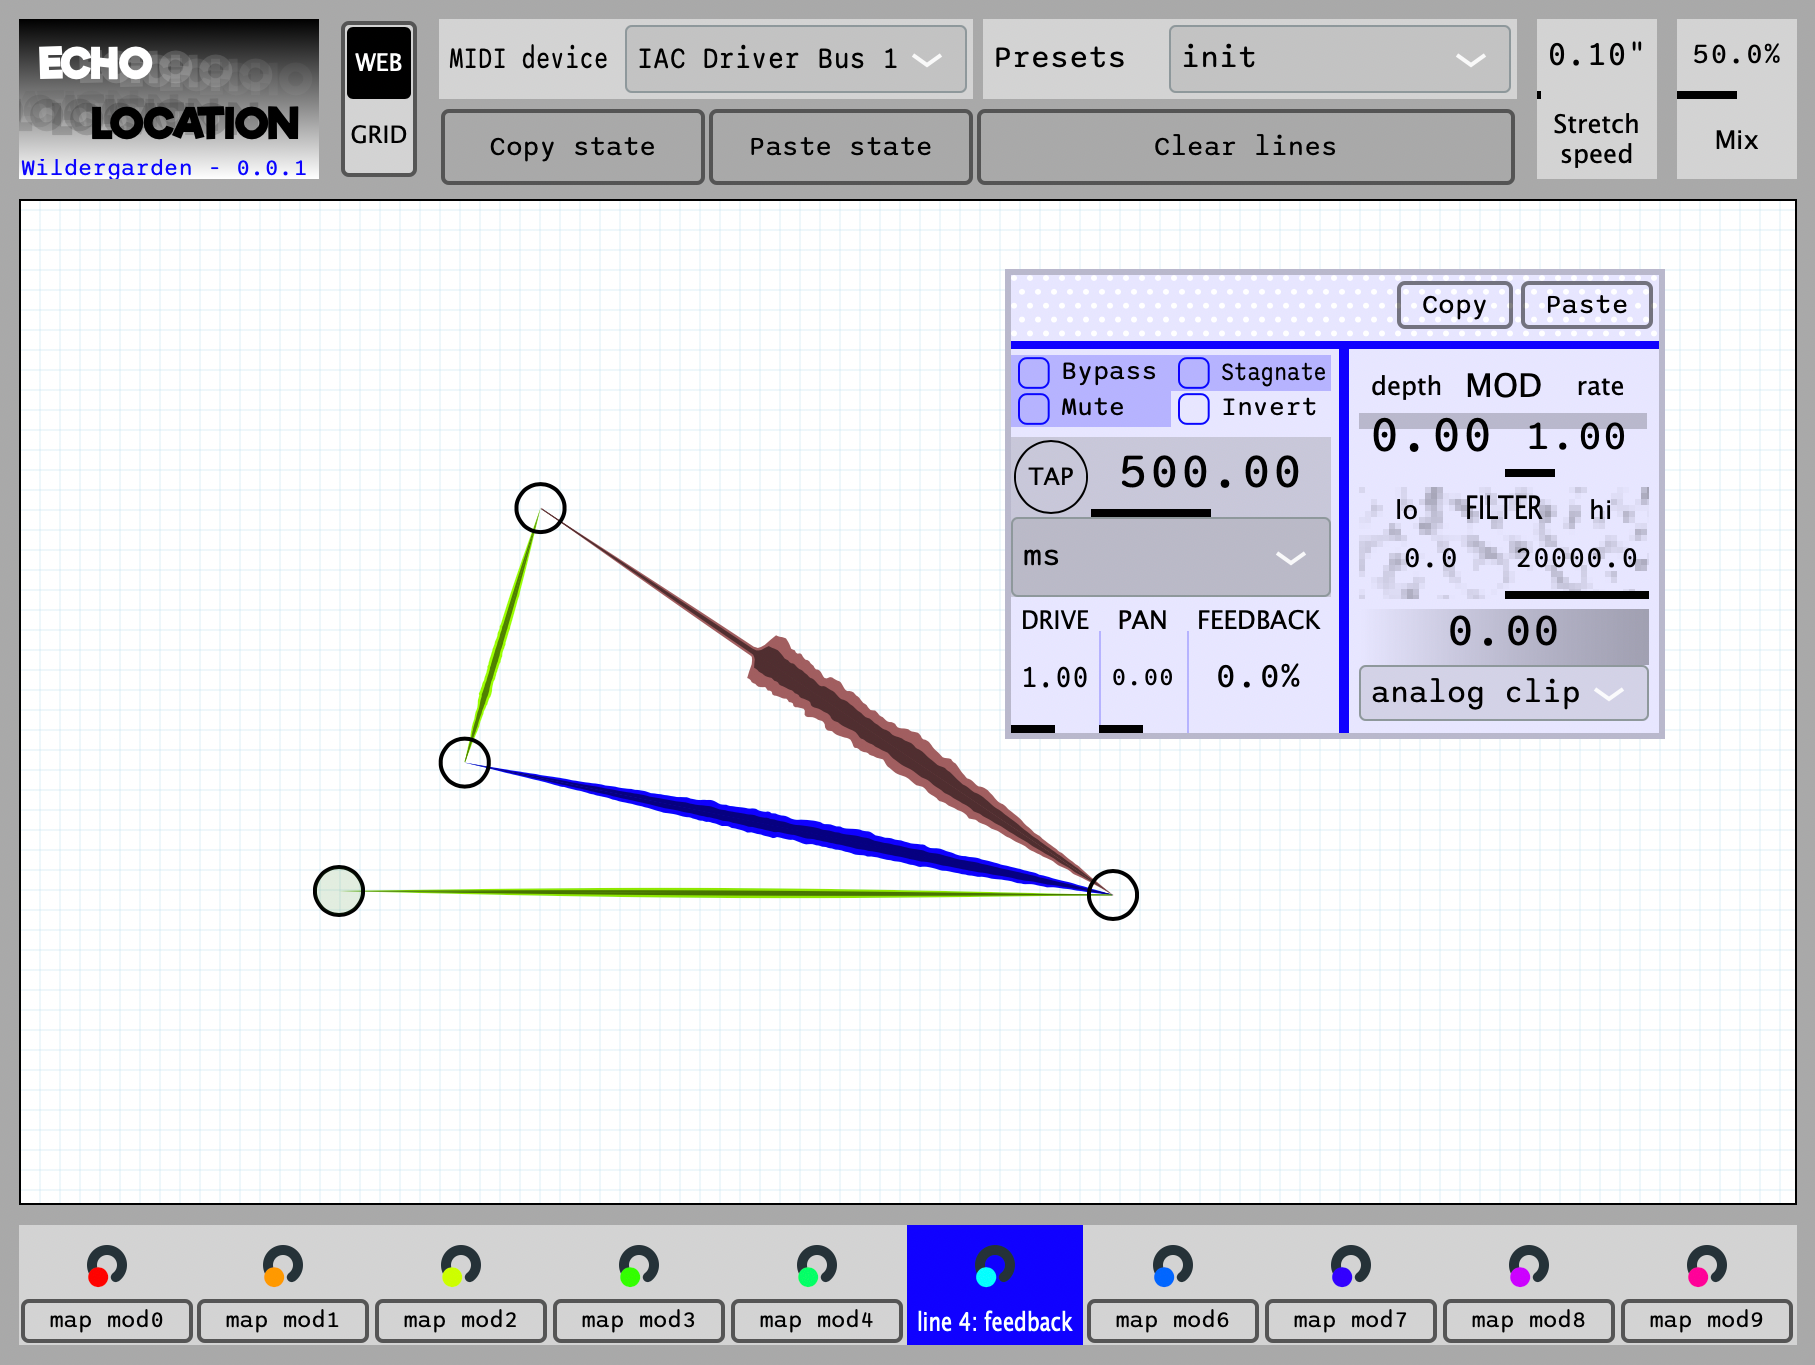 ECHO
LOCATION
Wildergarden - 0.0.1
WEB
GRID
MIDI device
IAC Driver Bus 1
Presets
init
Copy state
Paste state
Clear lines
0.10"
Stretch
speed
50.0%
Mix
Copy
Paste
Bypass
Stagnate
Mute
Invert
TAP
500.00
ms
DRIVE
PAN
FEEDBACK
1.00
0.00
0.0%
depth
MOD
rate
0.00
1.00
lo
FILTER
hi
0.0
20000.0
0.00
analog clip
map mod0
map mod1
map mod2
map mod3
map mod4
line 4: feedback
map mod6
map mod7
map mod8
map mod9